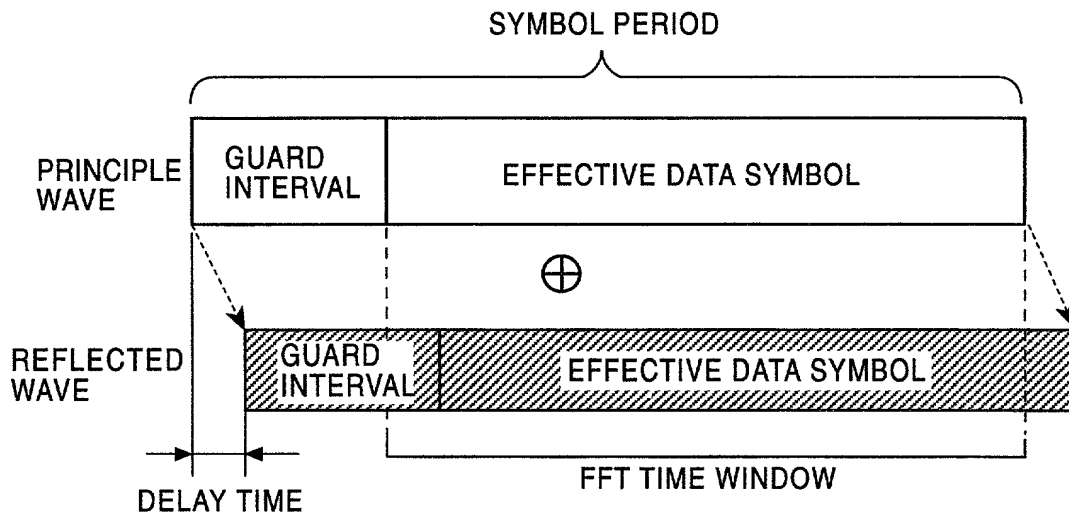 SYMBOL PERIOD
PRINCIPLE
WAVE
GUARD
INTERVAL
EFFECTIVE DATA SYMBOL
REFLECTED
WAVE
GUARD
INTERVAL
EFFECTIVE DATA SYMBOL
FFT TIME WINDOW
DELAY TIME